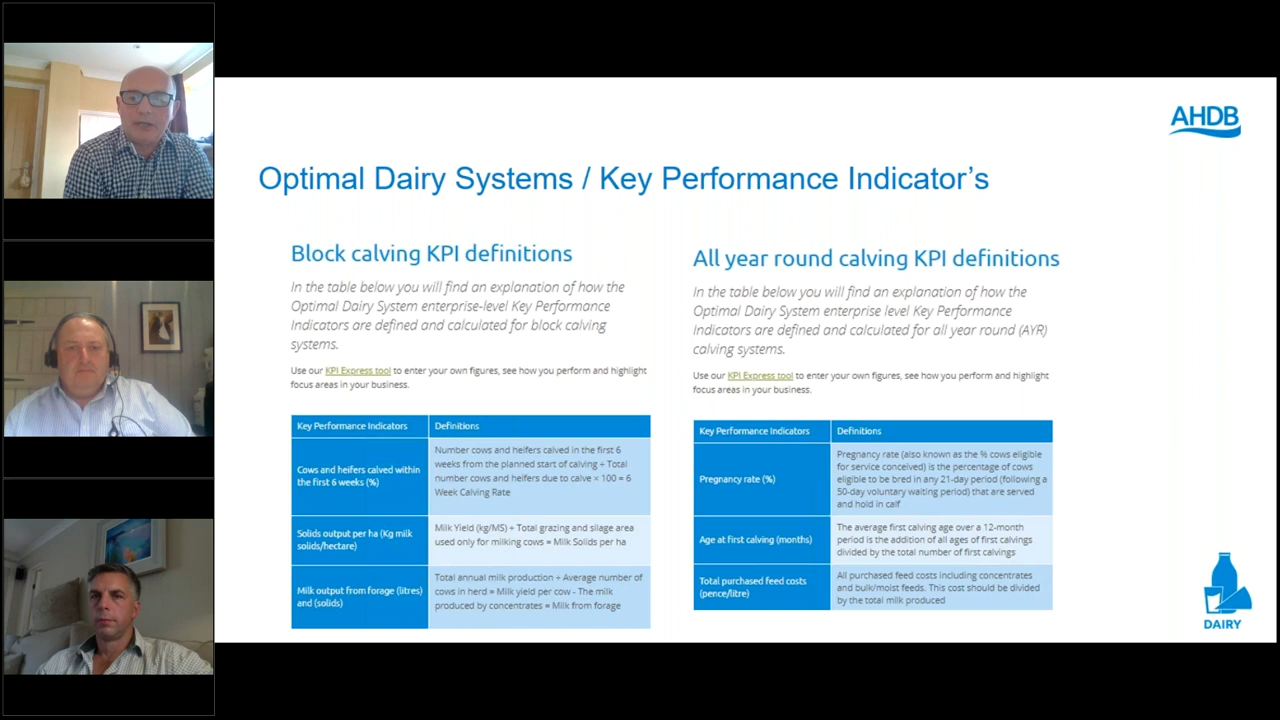 AHDB
Optimal Dairy Systems / Key Performance Indicator's
Block calving KPI definitions
In the table below you will find an explanation of how the
Optimal Dairy System enterprise-level Key Performance
Indicators are defined and calculated for block calving
systems.
Use our KPI Express tool to enter your own figures, see how you perform and highlight
focus areas in your business.
Key Performance Indicators
Definitions
Cows and heifers calved within
the first 6 weeks (%)
Number cows and heifers calved in the first 6
weeks from the planned start of calving ÷ Total
number cows and heifers due to calve × 100 = 6
Week Calving Rate
Solids output per ha (Kg milk
solids/hectare)
Milk Yield (kg/MS) ÷ Total grazing and silage area
used only for milking cows = Milk Solids per ha
Milk output from forage (litres)
and (solids)
Total annual milk production ÷ Average number of
cows in herd = Milk yield per cow - The milk
produced by concentrates = Milk from forage
All year round calving KPI definitions
In the table below you will find an explanation of how the
Optimal Dairy System enterprise level Key Performance
Indicators are defined and calculated for all year round (AYR)
calving systems.
Use our KPI Express tool to enter your own figures, see how you perform and highlight
focus areas in your business.
Key Performance Indicators
Definitions
Pregnancy rate (%)
Pregnancy rate (also known as the % cows eligible
for service conceived) is the percentage of cows
eligible to be bred in any 21-day period (following a
50-day voluntary waiting period) that are served
and hold in calf
Age at first calving (months)
The average first calving age over a 12-month
period is the addition of all ages of first calvings
divided by the total number of first calvings
Total purchased feed costs
(pence/litre)
All purchased feed costs including concentrates
and bulk/moist feeds. This cost should be divided
by the total milk produced
DAIRY